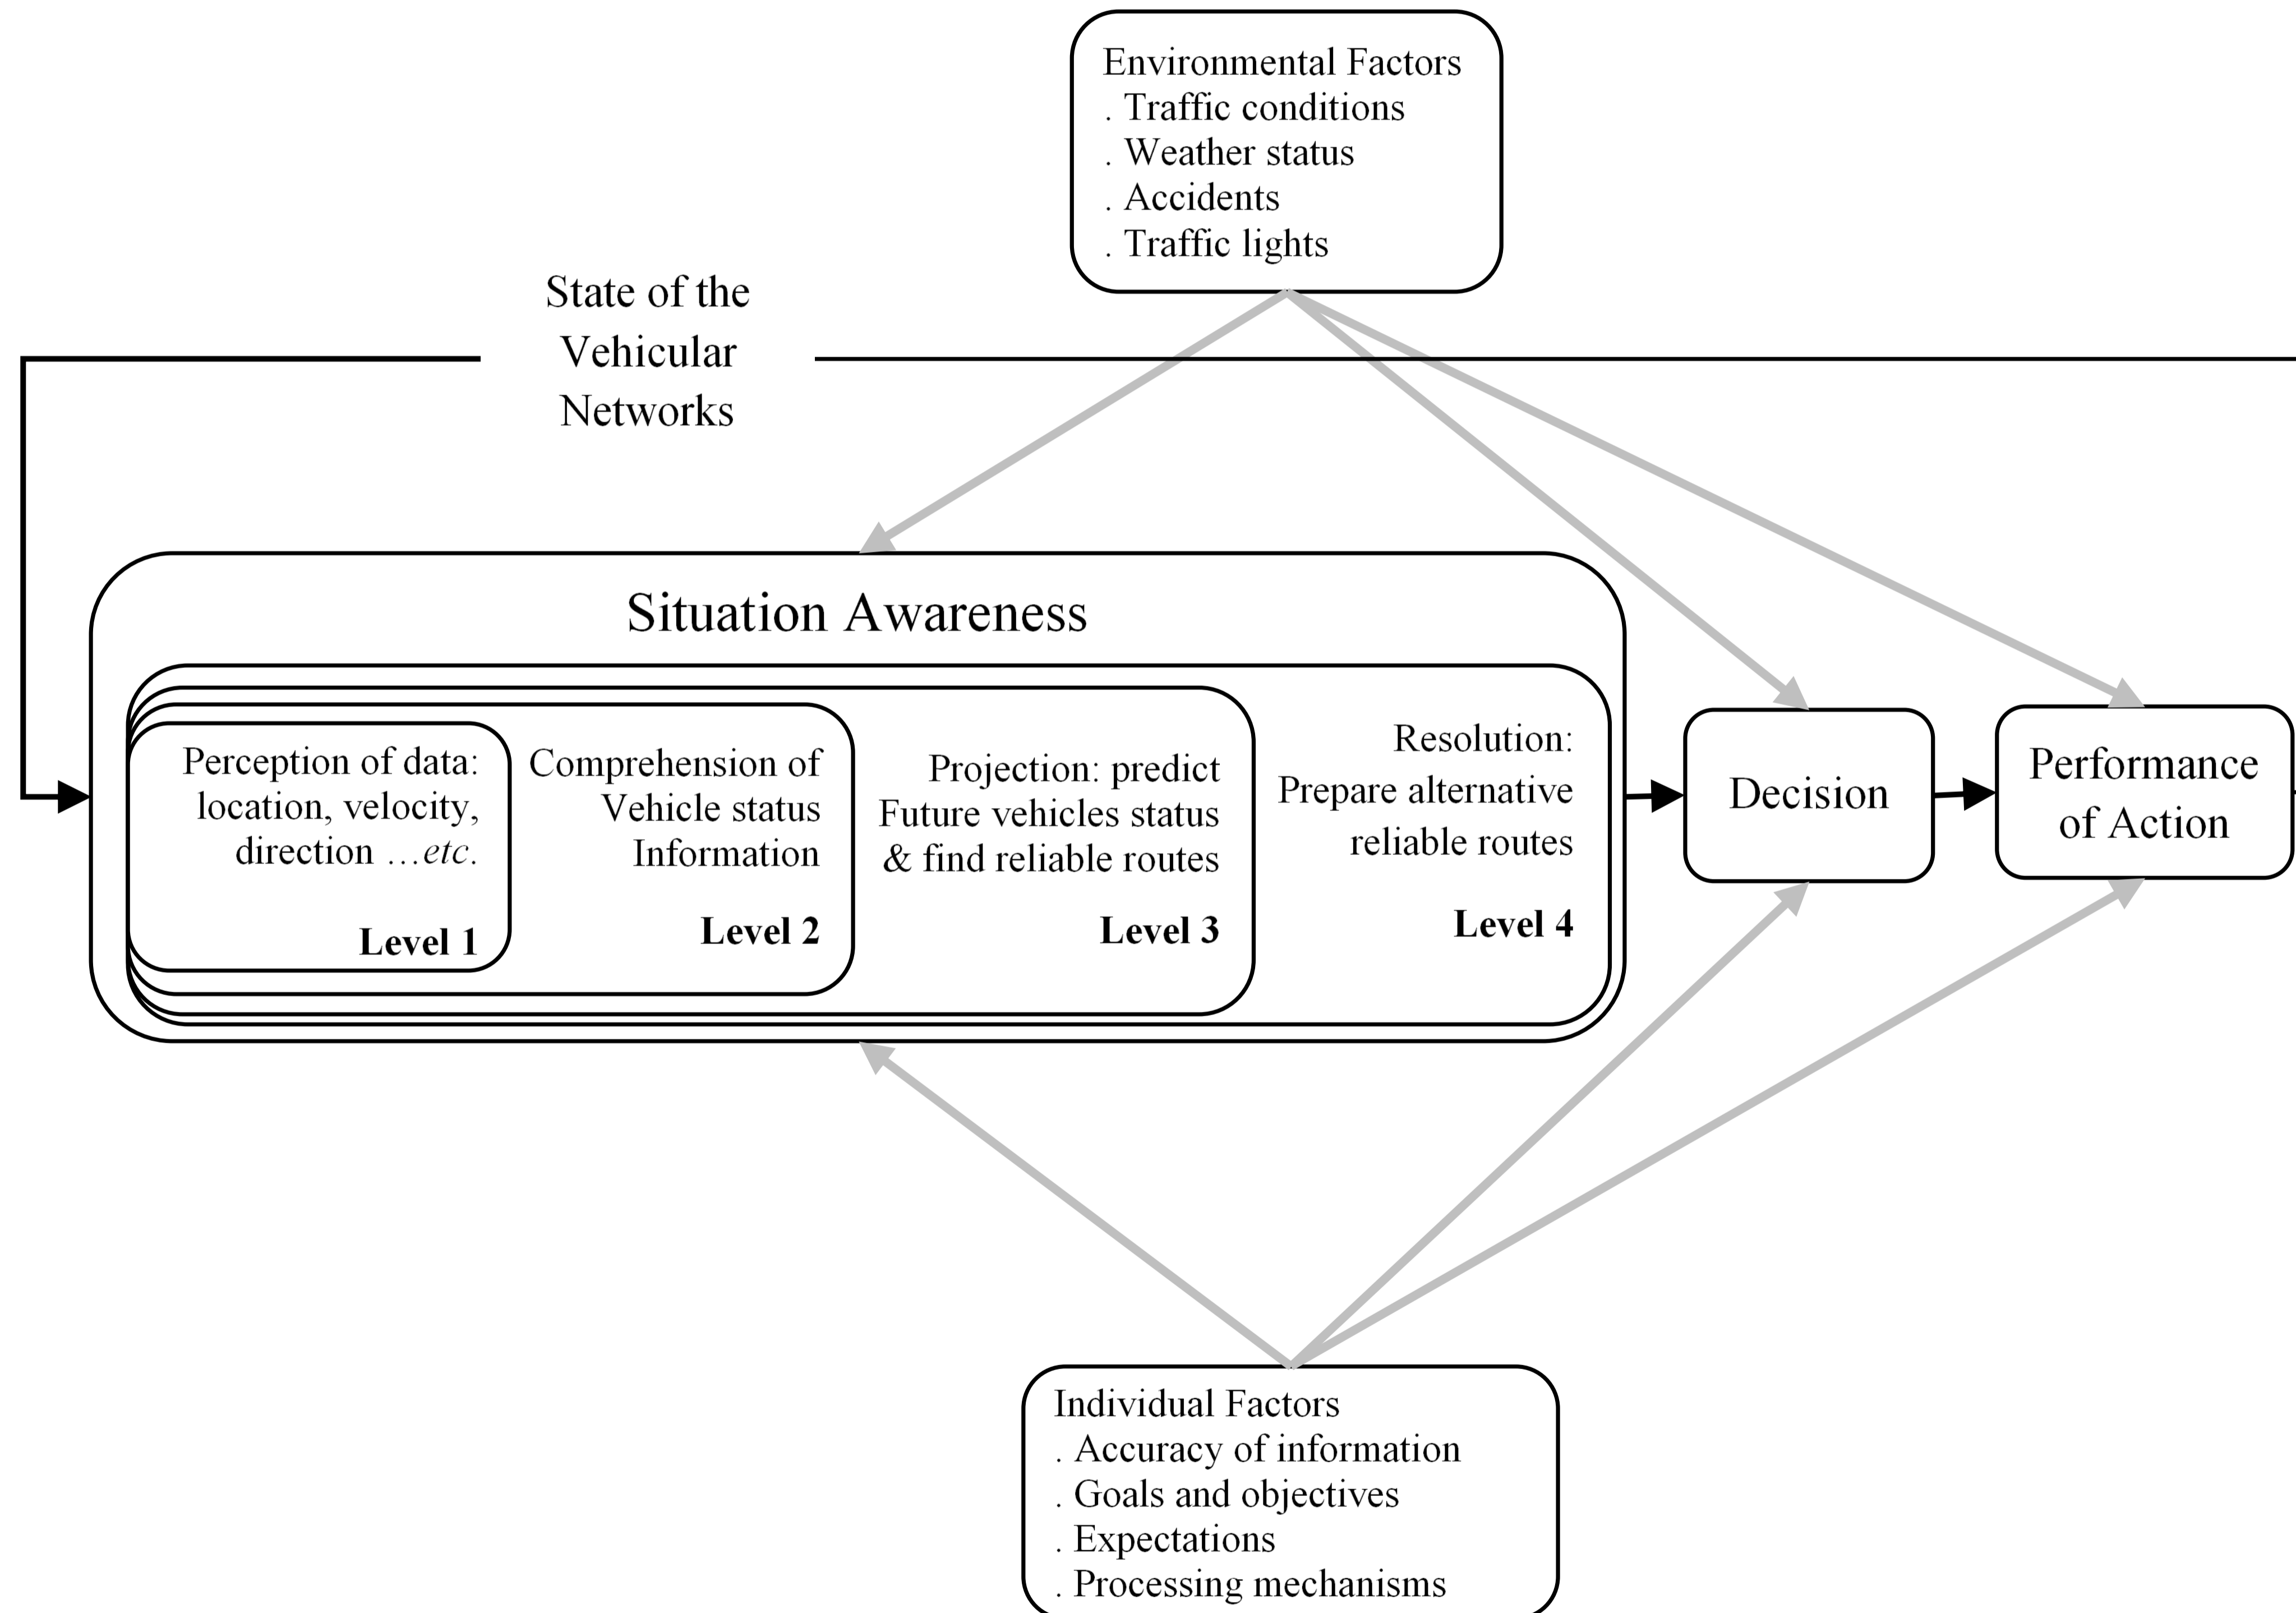 Environmental Factors
. Traffic conditions
. Weather status
. Accidents
. Traffic lights
State of the
Vehicular
Networks
Situation Awareness
Perception of data:
location, velocity,
direction ...etc.
Level 1
Comprehension of
Vehicle status
Information
Level 2
Projection: predict
Future vehicles status
& find reliable routes
Level 3
Resolution:
Prepare alternative
reliable routes
Level 4
Decision
Performance
of Action
Individual Factors
. Accuracy of information
. Goals and objectives
. Expectations
. Processing mechanisms